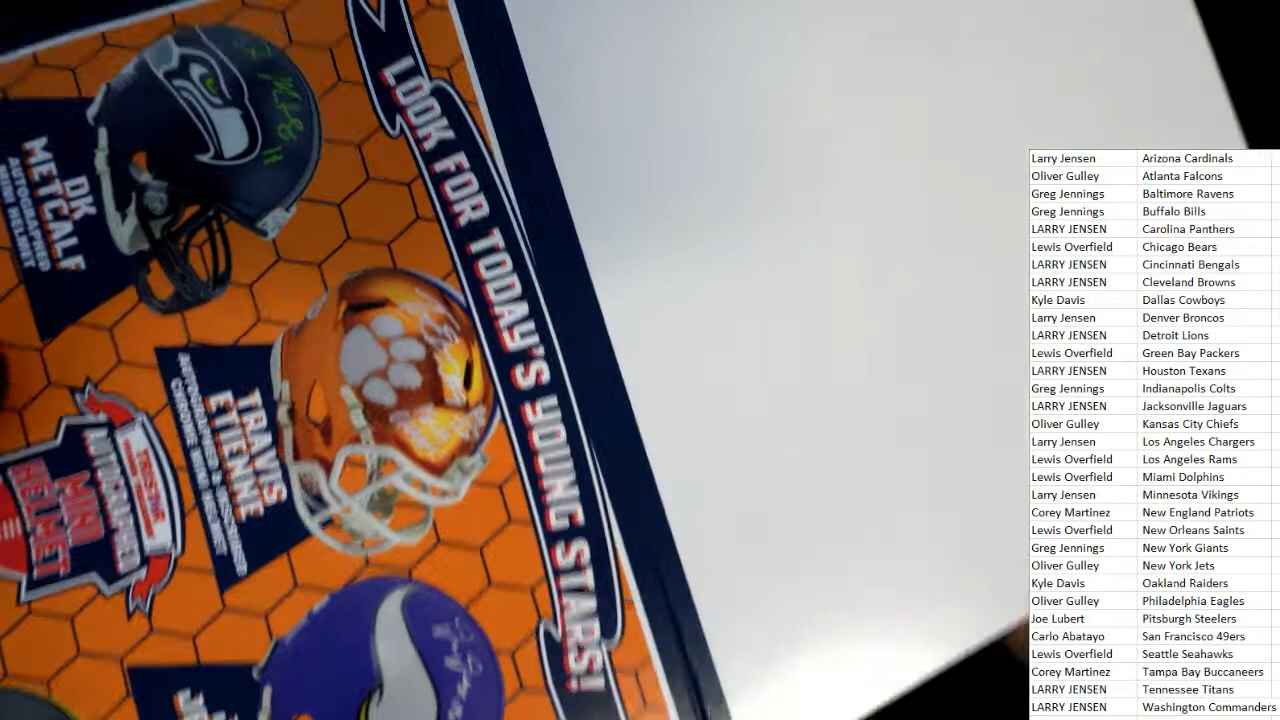 LOOK FOR TODAY'S YOUNG STARS!
DK
METCALF
AUTOGRAPHED
MINI HELMET
TRAVIS
ETIENNE
TRISTAR
AUTOGRAPHED
MINI
HELMET
Larry Jensen Arizona Cardinals
Oliver Gulley Atlanta Falcons
Greg Jennings Baltimore Ravens
Greg Jennings Buffalo Bills
LARRY JENSEN Carolina Panthers
Lewis Overfield Chicago Bears
LARRY JENSEN Cincinnati Bengals
LARRY JENSEN Cleveland Browns
Kyle Davis Dallas Cowboys
Larry Jensen Denver Broncos
LARRY JENSEN Detroit Lions
Lewis Overfield Green Bay Packers
LARRY JENSEN Houston Texans
Greg Jennings Indianapolis Colts
LARRY JENSEN Jacksonville Jaguars
Oliver Gulley Kansas City Chiefs
Larry Jensen Los Angeles Chargers
Lewis Overfield Los Angeles Rams
Lewis Overfield Miami Dolphins
Larry Jensen Minnesota Vikings
Corey Martinez New England Patriots
Lewis Overfield New Orleans Saints
Greg Jennings New York Giants
Oliver Gulley New York Jets
Kyle Davis Oakland Raiders
Oliver Gulley Philadelphia Eagles
Joe Lubert Pitsburgh Steelers
Carlo Abatayo San Francisco 49ers
Lewis Overfield Seattle Seahawks
Corey Martinez Tampa Bay Buccaneers
LARRY JENSEN Tennessee Titans
LARRY JENSEN Washington Commanders